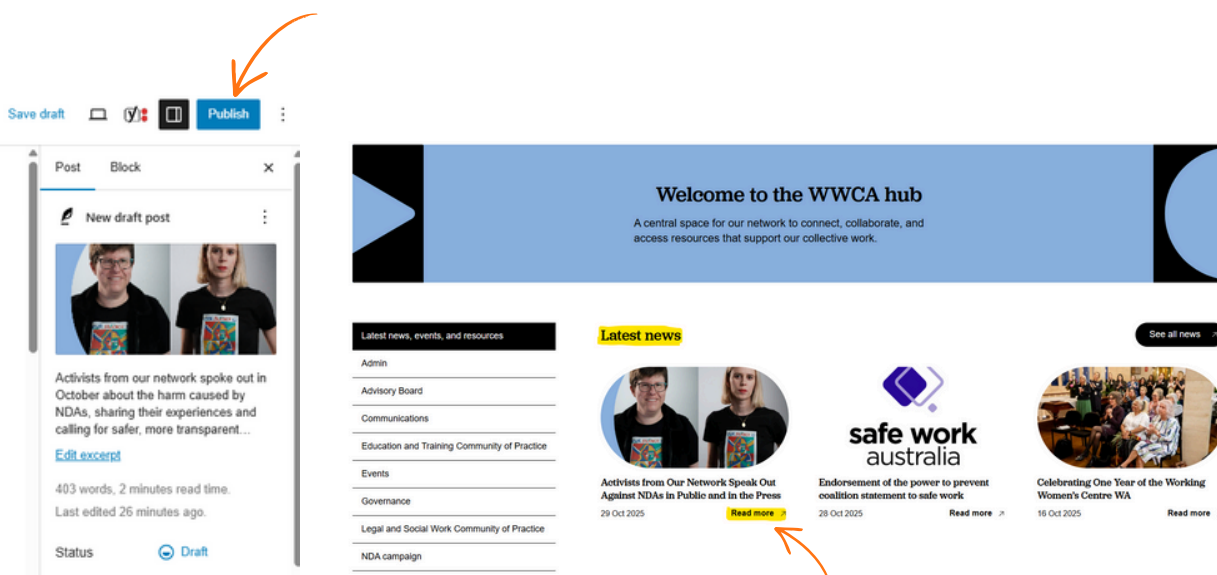 Save draft
Publish
Post Block
New draft post
Activists from our network spoke out in
October about the harm caused by
NDAs, sharing their experiences and
calling for safer, more transparent...
Edit excerpt
403 words, 2 minutes read time.
Last edited 26 minutes ago.
Status Draft
Welcome to the WWCA hub
A central space for our network to connect, collaborate, and
access resources that support our collective work.
Latest news, events, and resources
Admin
Advisory Board
Communications
Education and Training Community of Practice
Events
Governance
Legal and Social Work Community of Practice
NDA campaign
Latest news
See all news
Activists from Our Network Speak Out
Against NDAs in Public and in the Press
29 Oct 2025 Read more
safe work
australia
Endorsement of the power to prevent
coalition statement to safe work
28 Oct 2025 Read more
Celebrating One Year of the Working
Women's Centre WA
16 Oct 2025 Read more